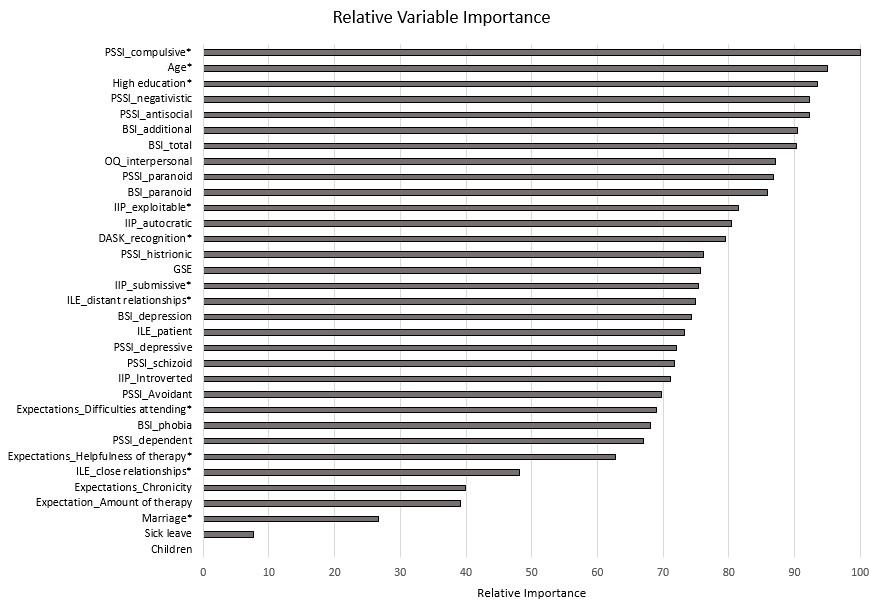 Relative Variable Importance
PSSI_compulsive*
Age*
High education*
PSSI_negativistic
PSSI_antisocial
BSI_additional
BSI_total
OQ_interpersonal
PSSI_paranoid
BSI_paranoid
IIP_exploitable*
IIP_autocratic
DASK_recognition*
PSSI_histrionic
GSE
IIP_submissive*
ILE_distant relationships*
BSI_depression
ILE_patient
PSSI_depressive
PSSI_schizoid
IIP_Introverted
PSSI_Avoidant
Expectations_Difficulties attending*
BSI_phobia
PSSI_dependent
Expectations_Helpfulness of therapy*
ILE_close relationships*
Expectations_Chronicity
Expectation_Amount of therapy
Marriage*
Sick leave
Children
0 10 20 30 40 50 60 70 80 90 100
Relative Importance